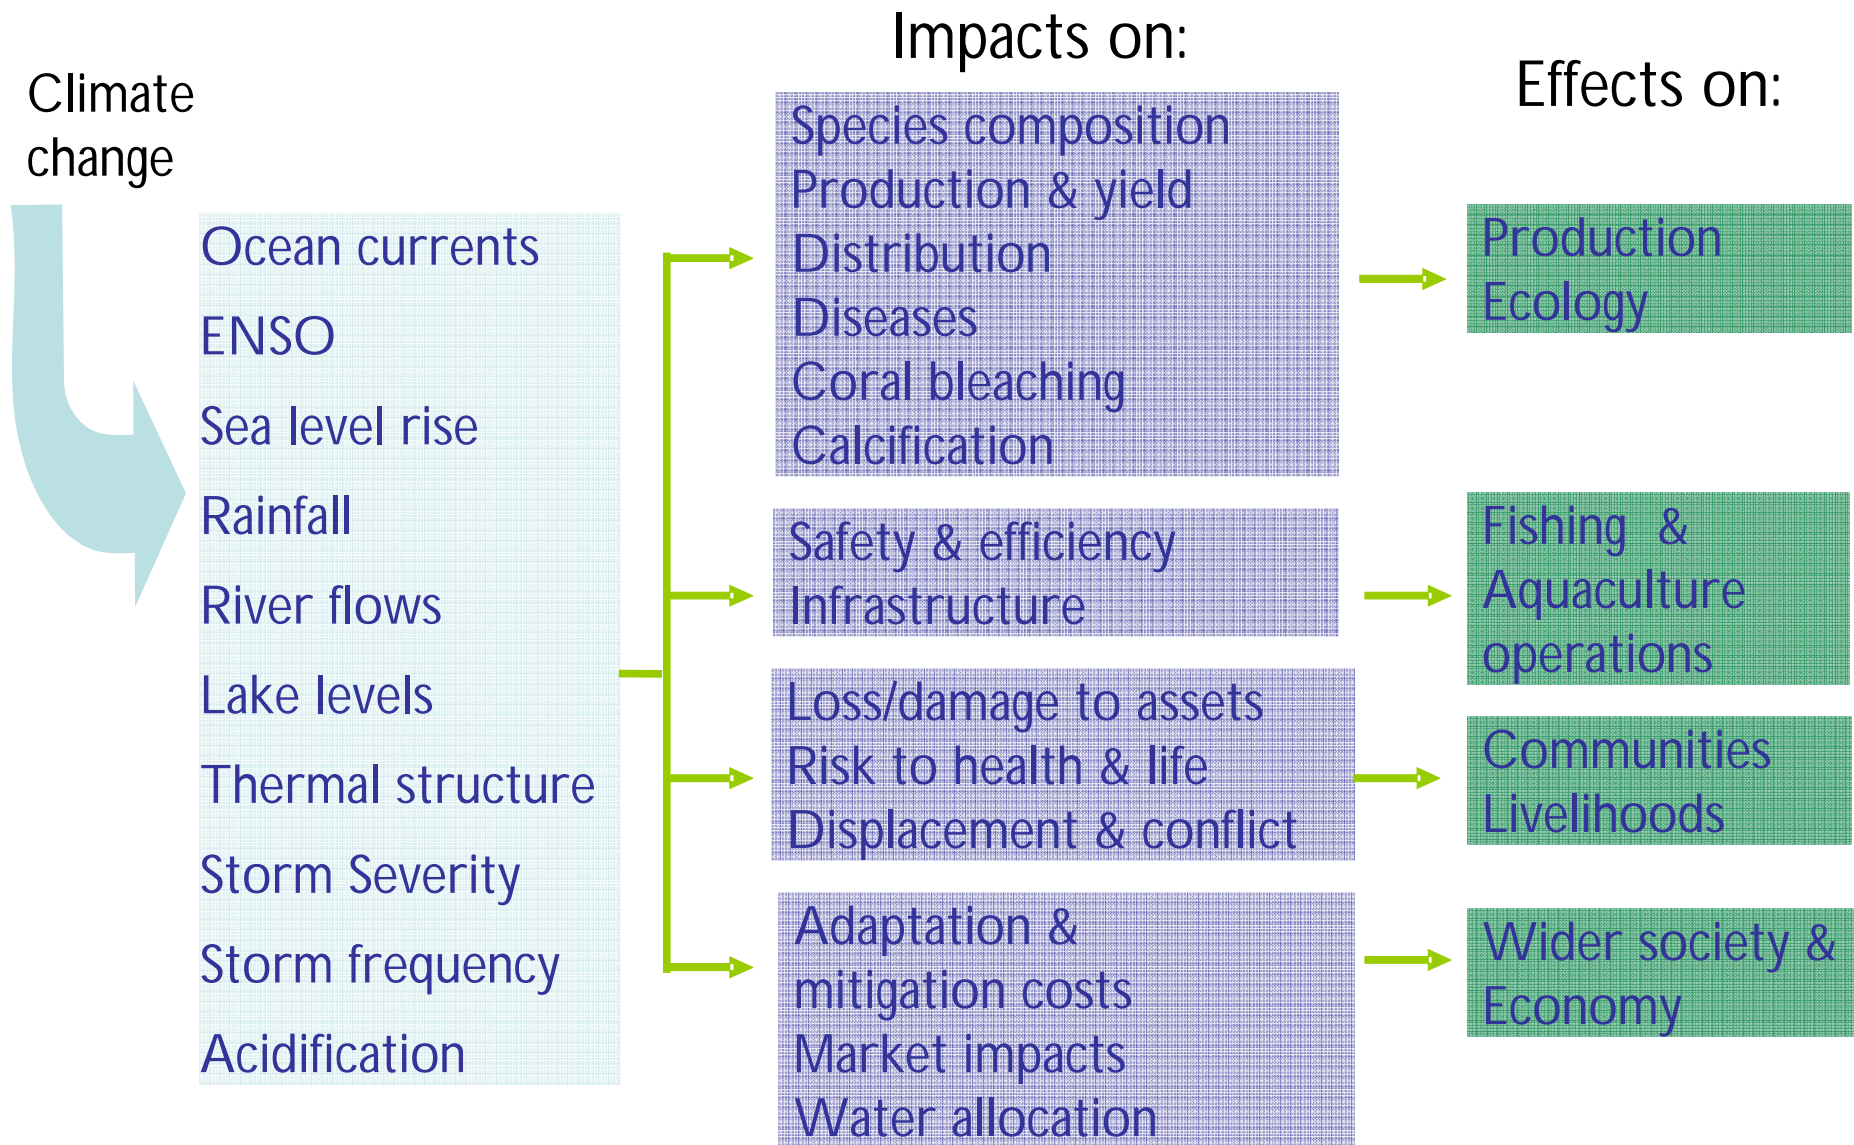 Impacts on:
Effects on:
Climate
change
Ocean currents
ENSO
Sea level rise
Rainfall
River flows
Lake levels
Thermal structure
Storm Severity
Storm frequency
Acidification
Species composition
Production & yield
Distribution
Diseases
Coral bleaching
Calcification
Safety & efficiency
Infrastructure
Loss/damage to assets
Risk to health & life
Displacement & conflict
Adaptation &
mitigation costs
Market impacts
Water allocation
Production
Ecology
Fishing &
Aquaculture
operations
Communities
Livelihoods
Wider society &
Economy